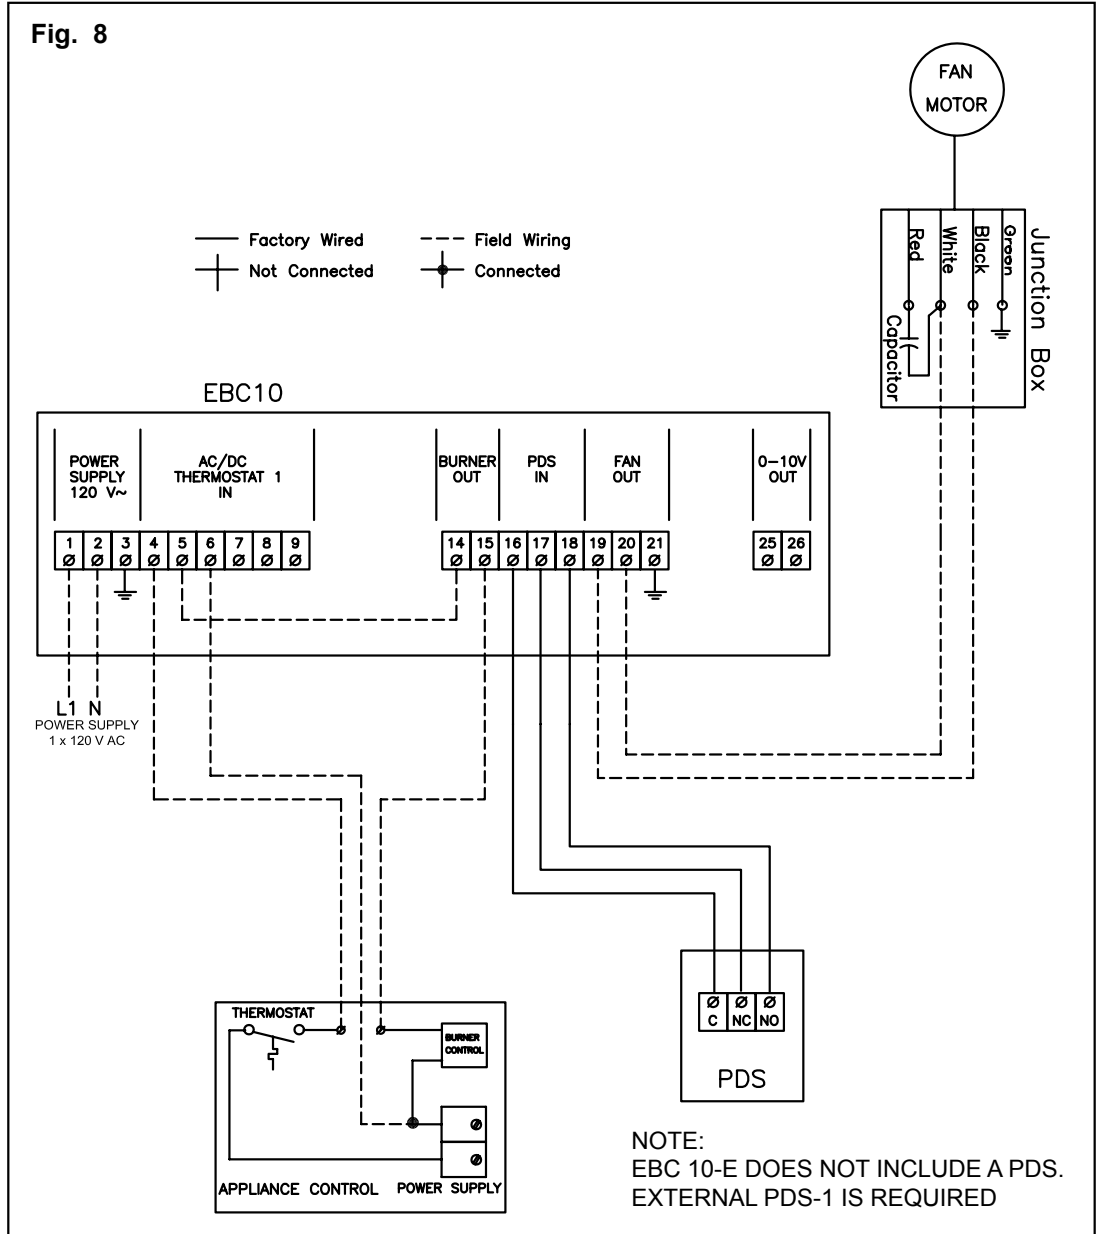 Fig. 8
FAN
MOTOR
Factory Wired
Field Wiring
Not Connected
Connected
Red
White
Black
Green
Capacitor
Junction Box
EBC10
POWER
SUPPLY
120 V~
AC/DC
THERMOSTAT 1
IN
BURNER
OUT
PDS
IN
FAN
OUT
0-10V
OUT
1 2 3 4 5 6 7 8 9
14 15 16 17 18 19 20 21
25 26
L1 N
POWER SUPPLY
1 x 120 V AC
THERMOSTAT
BURNER
CONTROL
APPLIANCE CONTROL
POWER SUPPLY
C NC NO
PDS
NOTE:
EBC 10-E DOES NOT INCLUDE A PDS.
EXTERNAL PDS-1 IS REQUIRED